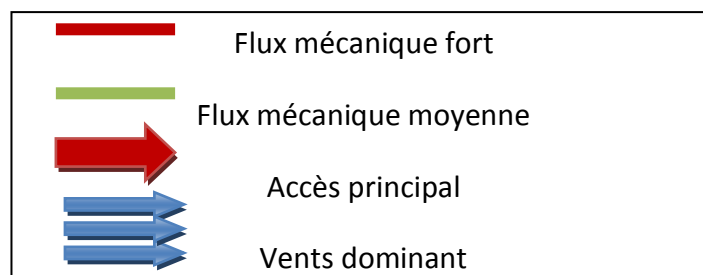 Flux mécanique fort
Flux mécanique moyenne
Accès principal
Vents dominant